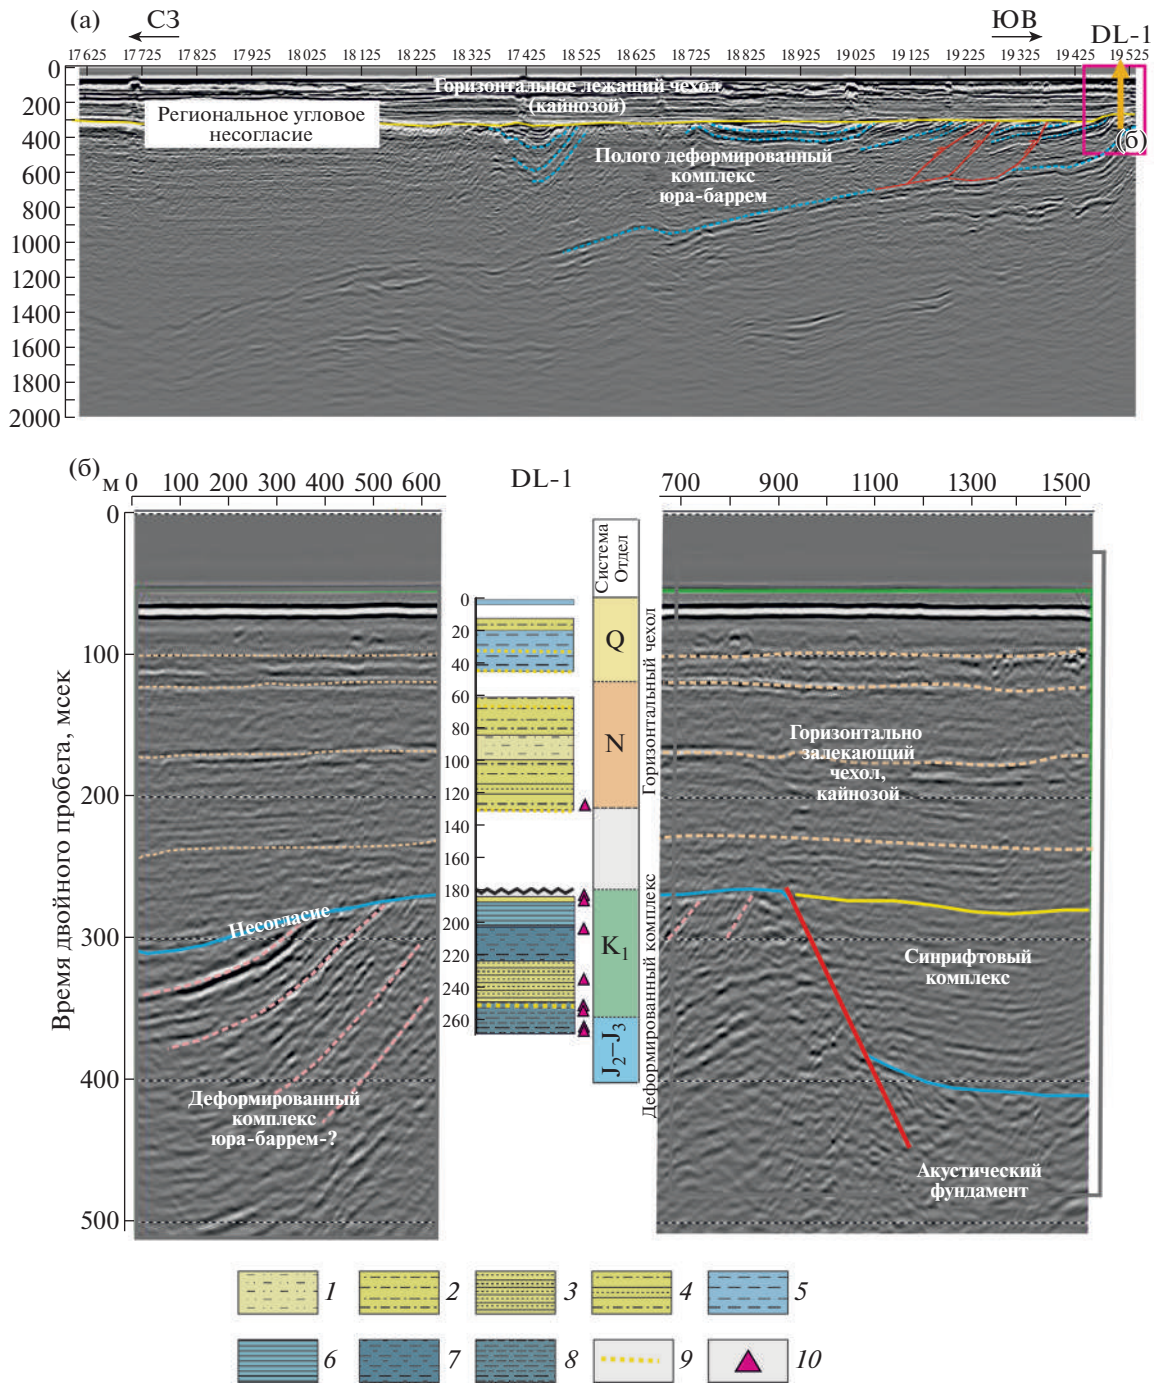 (а)
СЗ
ЮВ
DL-1
17 625 17 725 17 825 17 925 18 025 18 125 18 225 18 325 17 425 18 525 18 625 18 725 18 825 18 925 19 025 19 125 19 225 19 325 19 425 19 525
0
200
400
600
800
1000
1200
1400
1600
1800
2000
Горизонтальное лежащий чехол
(кайнозой)
Региональное угловое
несогласие
Полого деформированный
комплекс
юра-баррем
(б)
(б)
м
0 100 200 300 400 500 600
DL-1
700 900 1100 1300 1500
Время двойного пробега, мсек
0
100
200
300
400
500
Несогласие
Деформированный
комплекс
юра-баррем-?
0
20
40
60
80
100
120
140
160
180
200
220
240
260
Система
Отдел
Q
N
K1
J2–J3
Горизонтальный чехол
Деформированный комплекс
Горизонтально
залекающий
чехол,
кайнозой
Синрифтовый
комплекс
Акустический
фундамент
1 2 3 4 5
6 7 8 9 10